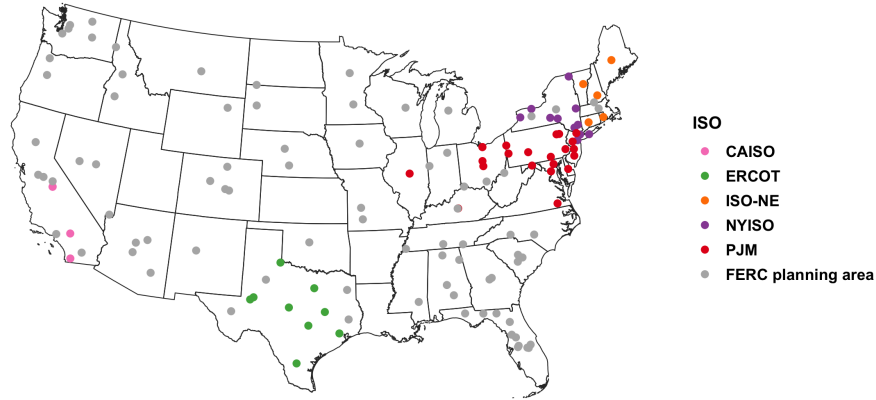 ISO
CAISO
ERCOT
ISO-NE
NYISO
PJM
FERC planning area